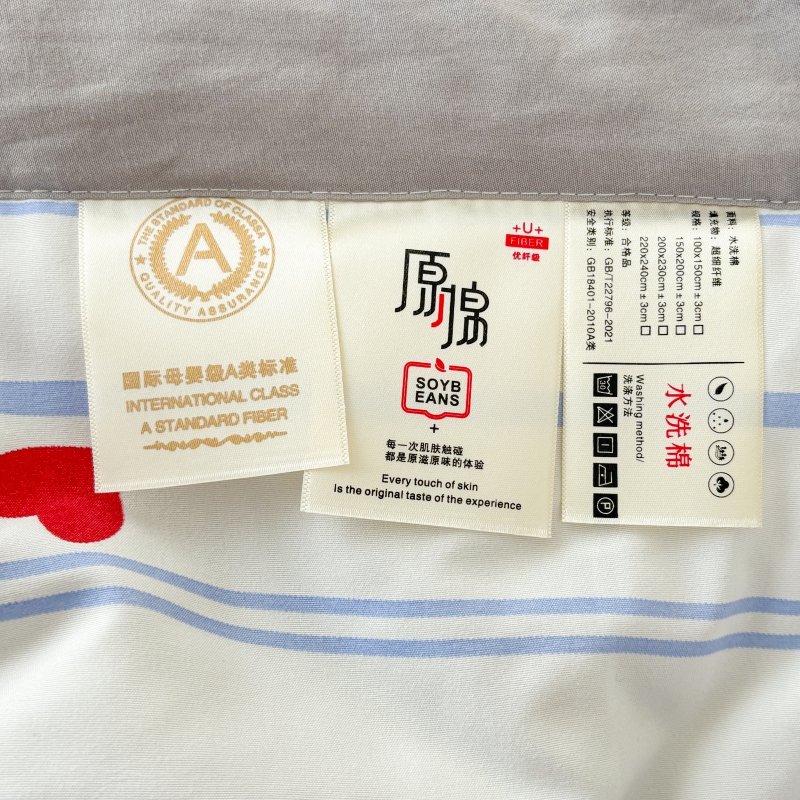 THE STANDARD OF CLASSA
A
QUALITY ASSURANCE
国际母婴级A类标准
INTERNATIONAL CLASS
A STANDARD FIBER
+U+
FIBER
优纤级
原棉
SOYB
EANS
+
每一次肌肤触碰
都是原滋原味的体验
Every touch of skin
Is the original taste of the experience
面料：水洗棉
填充物：超细纤维
规格：100x150cm±3cm□
150x200cm±3cm□
200x230cm±3cm□
220x240cm±3cm□
等级：合格品
执行标准：GB/T22796-2021
安全类别：GB18401-2010A类
水洗棉
Washing method/
洗涤方法
P